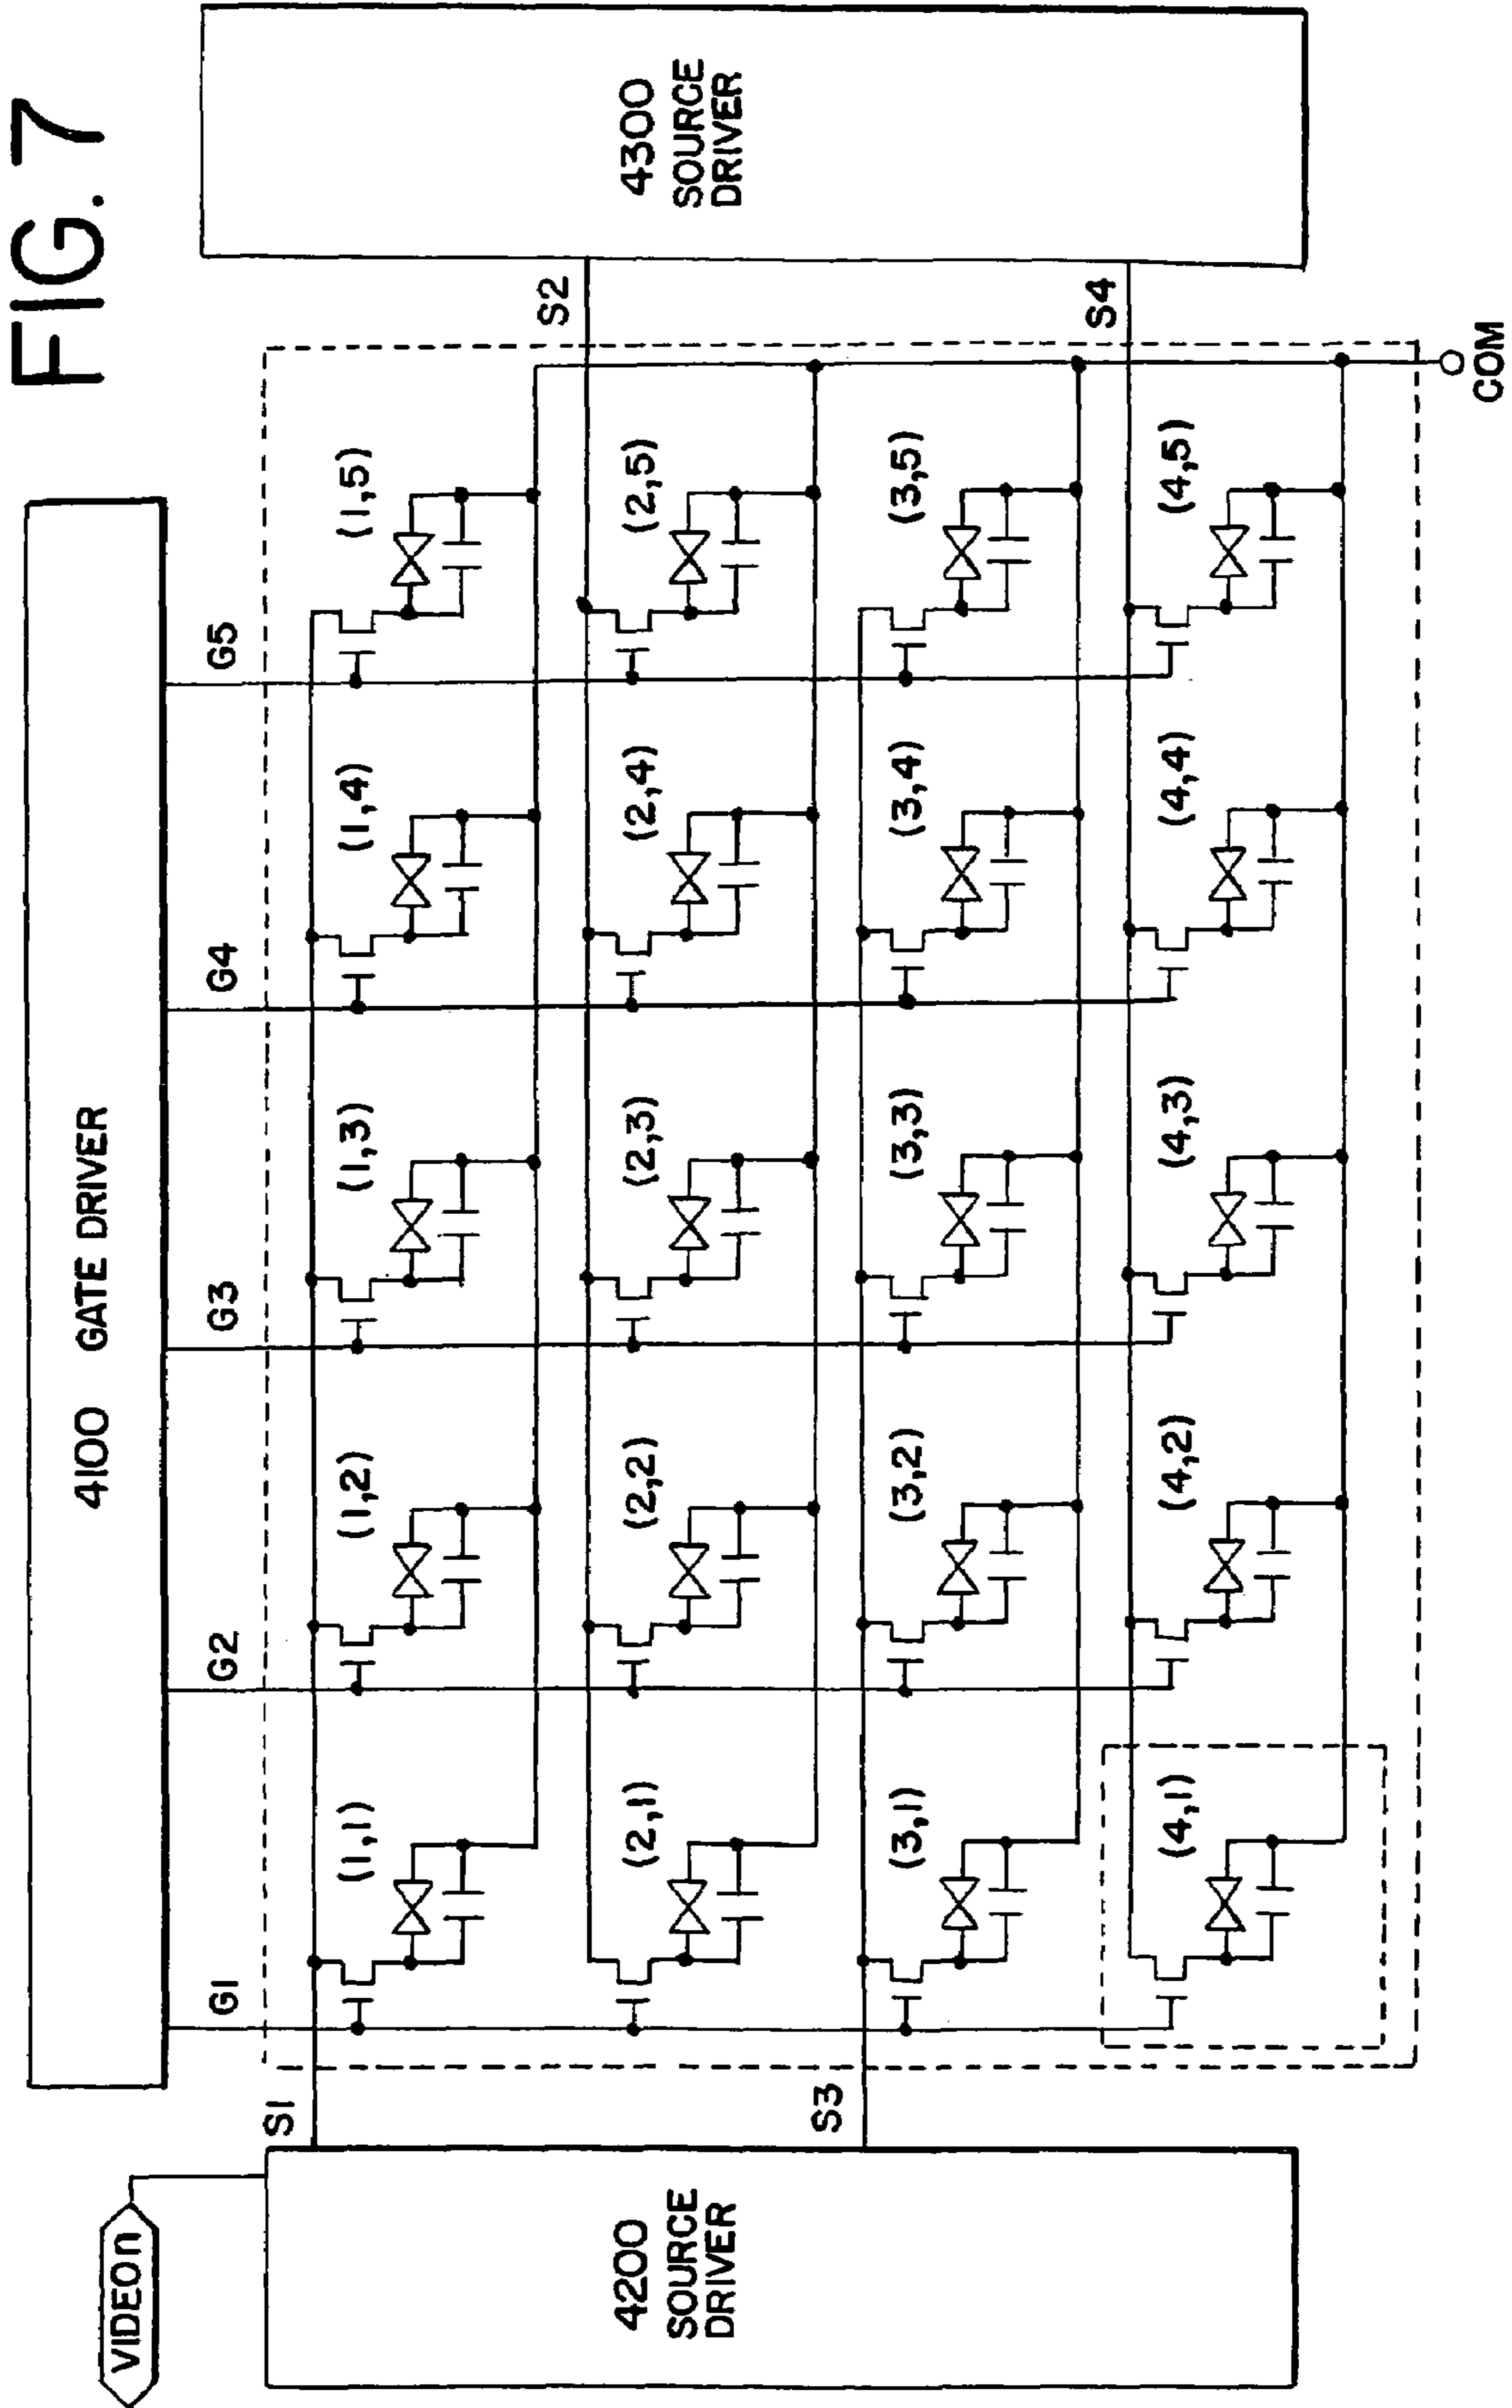 FIG. 7
4100 GATE DRIVER
VIDEOn
G1 G2 G3 G4 G5
S1
(1,1) (1,2) (1,3) (1,4) (1,5)
S2
4200
SOURCE
DRIVER
4300
SOURCE
DRIVER
(2,1) (2,2) (2,3) (2,4) (2,5)
S3
(3,1) (3,2) (3,3) (3,4) (3,5)
S4
(4,1) (4,2) (4,3) (4,4) (4,5)
COM